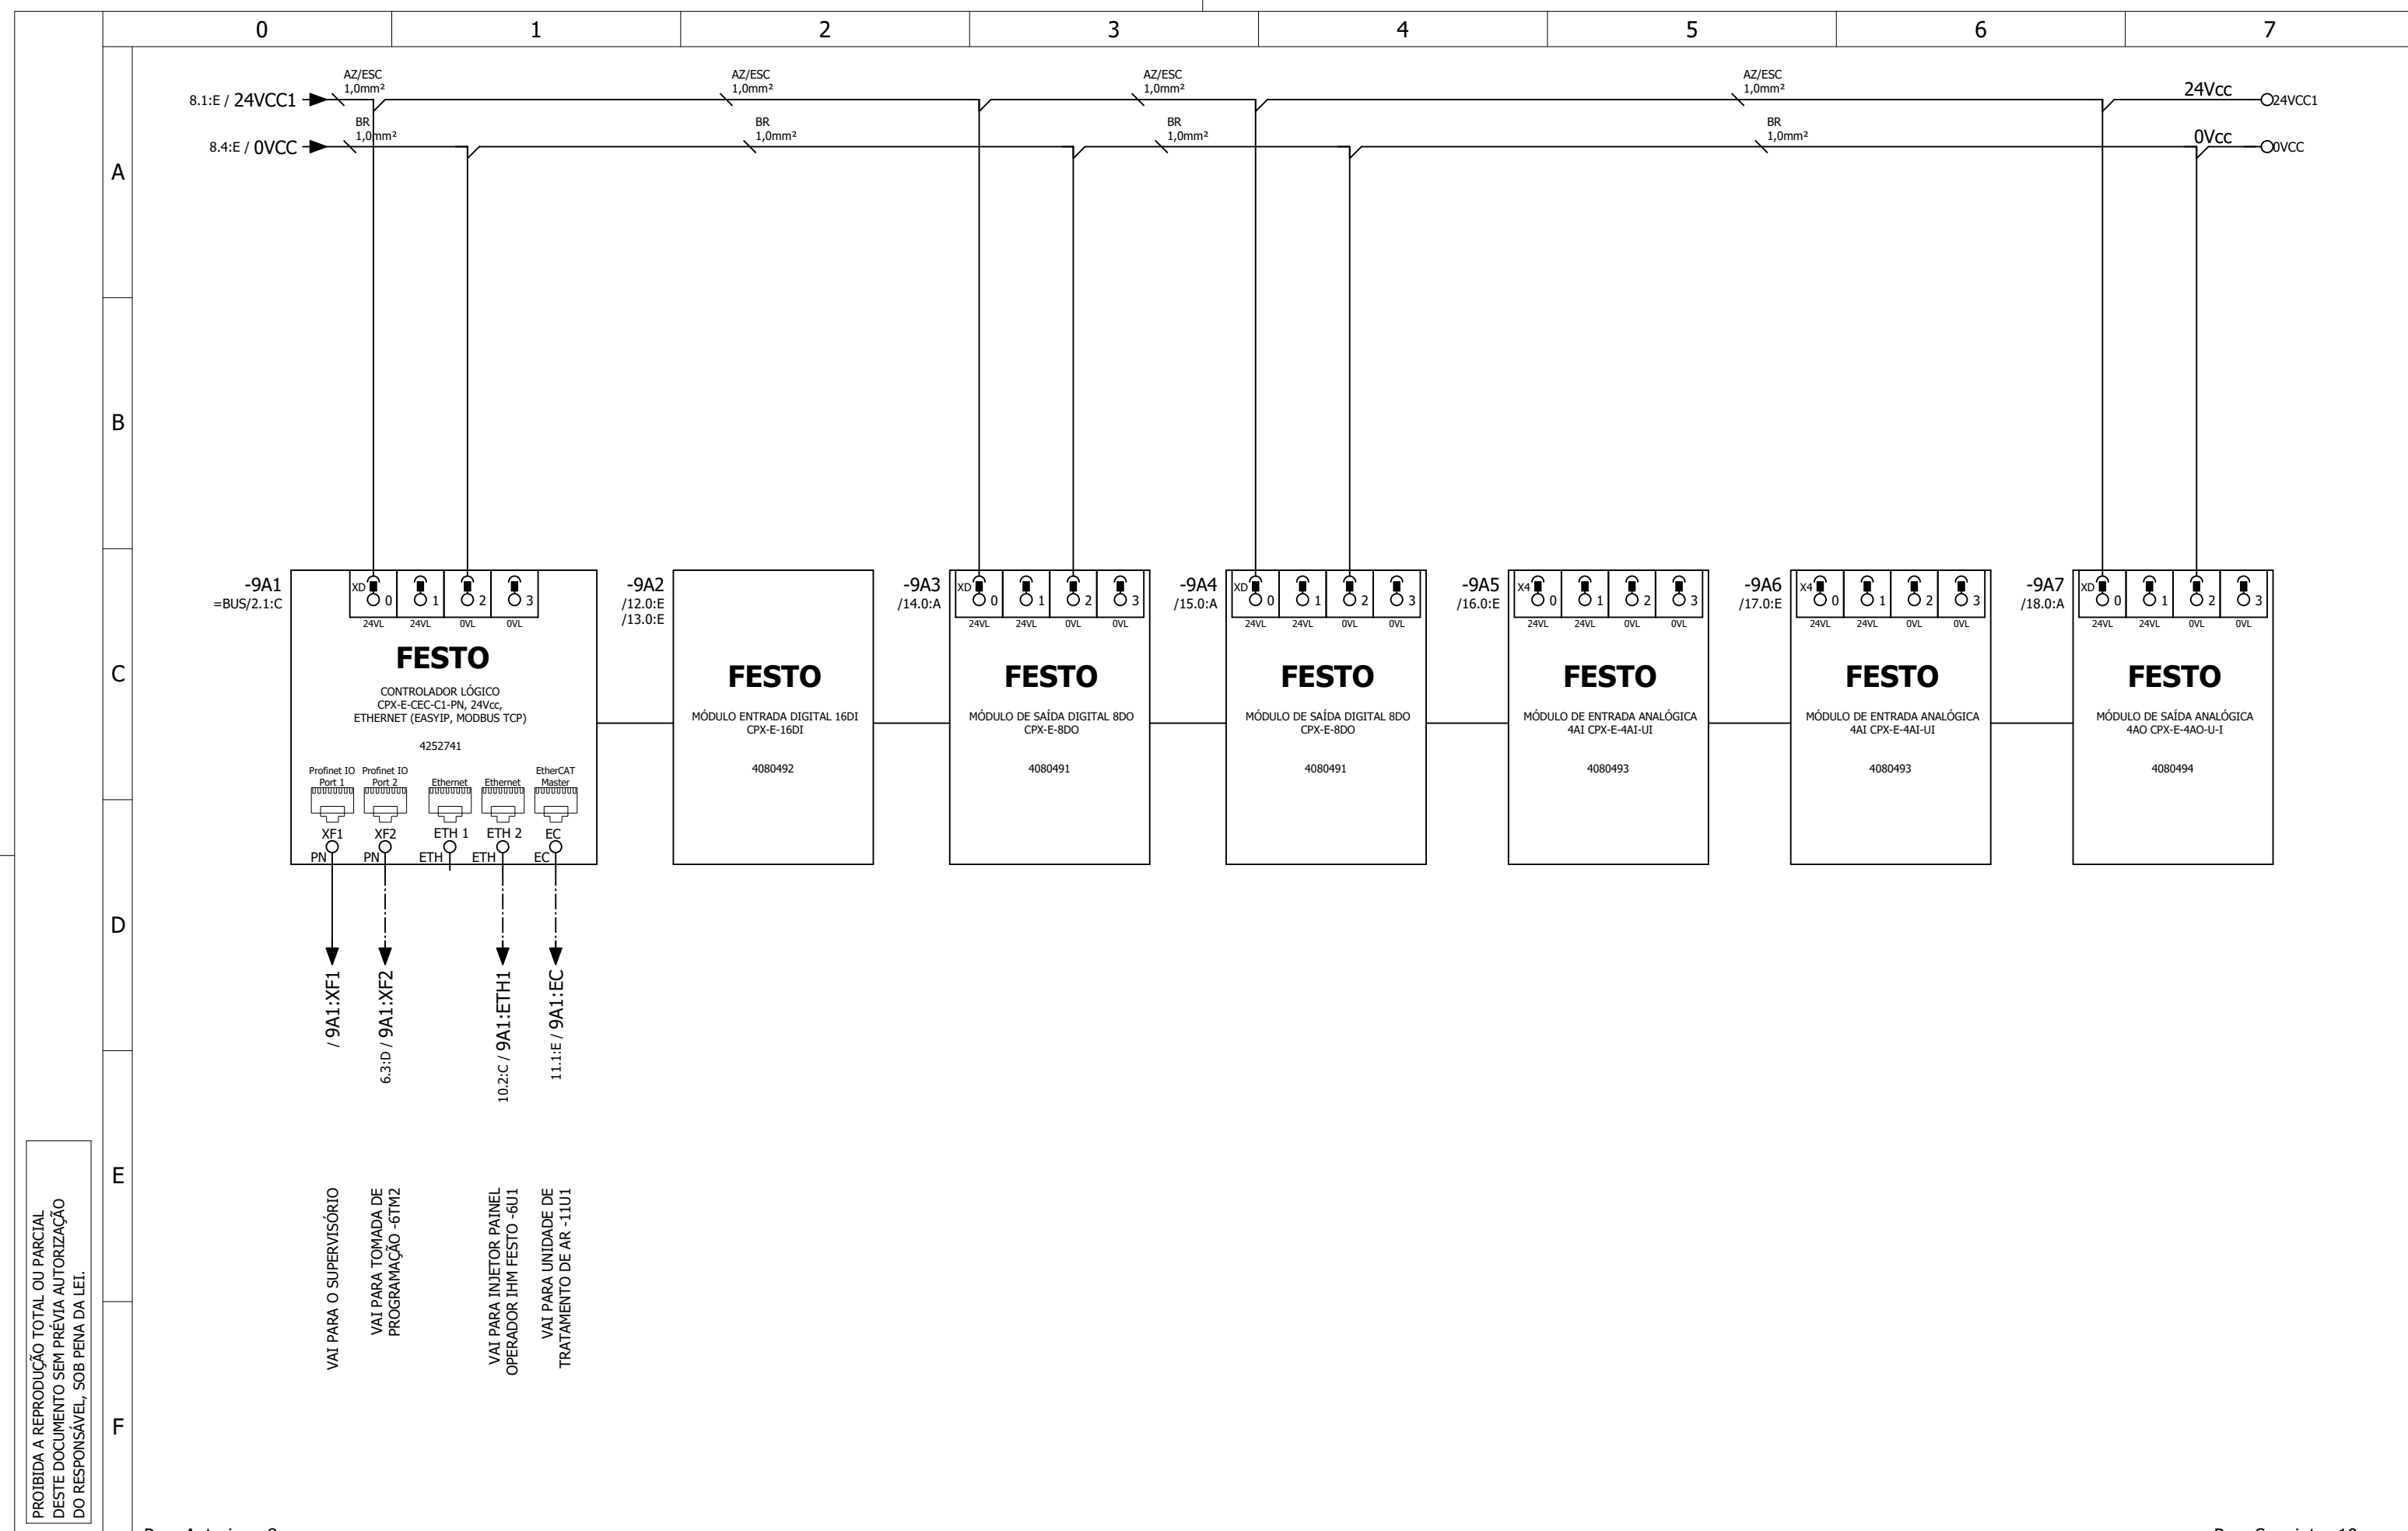 0 1 2 3 4 5 6 7
A
B
C
D
E
F
AZ/ESC
1,0mm²
AZ/ESC
1,0mm²
AZ/ESC
1,0mm²
AZ/ESC
1,0mm²
8.1:E / 24VCC1
24Vcc
24VCC1
BR
1,0mm²
BR
1,0mm²
BR
1,0mm²
BR
1,0mm²
8.4:E / 0VCC
0Vcc
0VCC
-9A1
=BUS/2.1:C
XD 0 1 2 3
24VL 24VL 0VL 0VL
FESTO
CONTROLADOR LÓGICO
CPX-E-CEC-C1-PN, 24Vcc,
ETHERNET (EASYIP, MODBUS TCP)
4252741
Profinet IO
Port 1
Profinet IO
Port 2
Ethernet
Ethernet
EtherCAT
Master
XF1 XF2 ETH 1 ETH 2 EC
PN PN ETH ETH EC
/ 9A1:XF1
6.3:D / 9A1:XF2
10.2:C / 9A1:ETH1
11.1:E / 9A1:EC
VAI PARA O SUPERVISÓRIO
VAI PARA TOMADA DE
PROGRAMAÇÃO -6TM2
VAI PARA INJETOR PAINEL
OPERADOR IHM FESTO -6U1
VAI PARA UNIDADE DE
TRATAMENTO DE AR -11U1
-9A2
/12.0:E
/13.0:E
FESTO
MÓDULO ENTRADA DIGITAL 16DI
CPX-E-16DI
4080492
-9A3
/14.0:A
XD 0 1 2 3
24VL 24VL 0VL 0VL
FESTO
MÓDULO DE SAÍDA DIGITAL 8DO
CPX-E-8DO
4080491
-9A4
/15.0:A
XD 0 1 2 3
24VL 24VL 0VL 0VL
FESTO
MÓDULO DE SAÍDA DIGITAL 8DO
CPX-E-8DO
4080491
-9A5
/16.0:E
X4 0 1 2 3
24VL 24VL 0VL 0VL
FESTO
MÓDULO DE ENTRADA ANALÓGICA
4AI CPX-E-4AI-UI
4080493
-9A6
/17.0:E
X4 0 1 2 3
24VL 24VL 0VL 0VL
FESTO
MÓDULO DE ENTRADA ANALÓGICA
4AI CPX-E-4AI-UI
4080493
-9A7
/18.0:A
XD 0 1 2 3
24VL 24VL 0VL 0VL
FESTO
MÓDULO DE SAÍDA ANALÓGICA
4AO CPX-E-4AO-U-I
4080494
PROIBIDA A REPRODUÇÃO TOTAL OU PARCIAL
DESTE DOCUMENTO SEM PRÉVIA AUTORIZAÇÃO
DO RESPONSÁVEL, SOB PENA DA LEI.